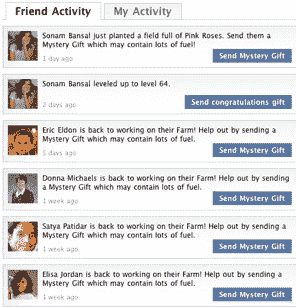 Friend Activity
My Activity
Sonam Bansal just planted a field full of Pink Roses. Send them a
Mystery Gift which may contain lots of fuel!
1 day ago
Send Mystery Gift
Sonam Bansal leveled up to level 64.
2 days ago
Send congratulations gift
Eric Eldon is back to working on their Farm! Help out by sending
a Mystery Gift which may contain lots of fuel.
5 days ago
Send Mystery Gift
Donna Michaels is back to working on their Farm! Help out by sending
a Mystery Gift which may contain lots of fuel.
1 week ago
Send Mystery Gift
Satya Patidar is back to working on their Farm! Help out by sending a
Mystery Gift which may contain lots of fuel.
1 week ago
Send Mystery Gift
Elisa Jordan is back to working on their Farm! Help out by sending a
Mystery Gift which may contain lots of fuel.
1 week ago
Send Mystery Gift